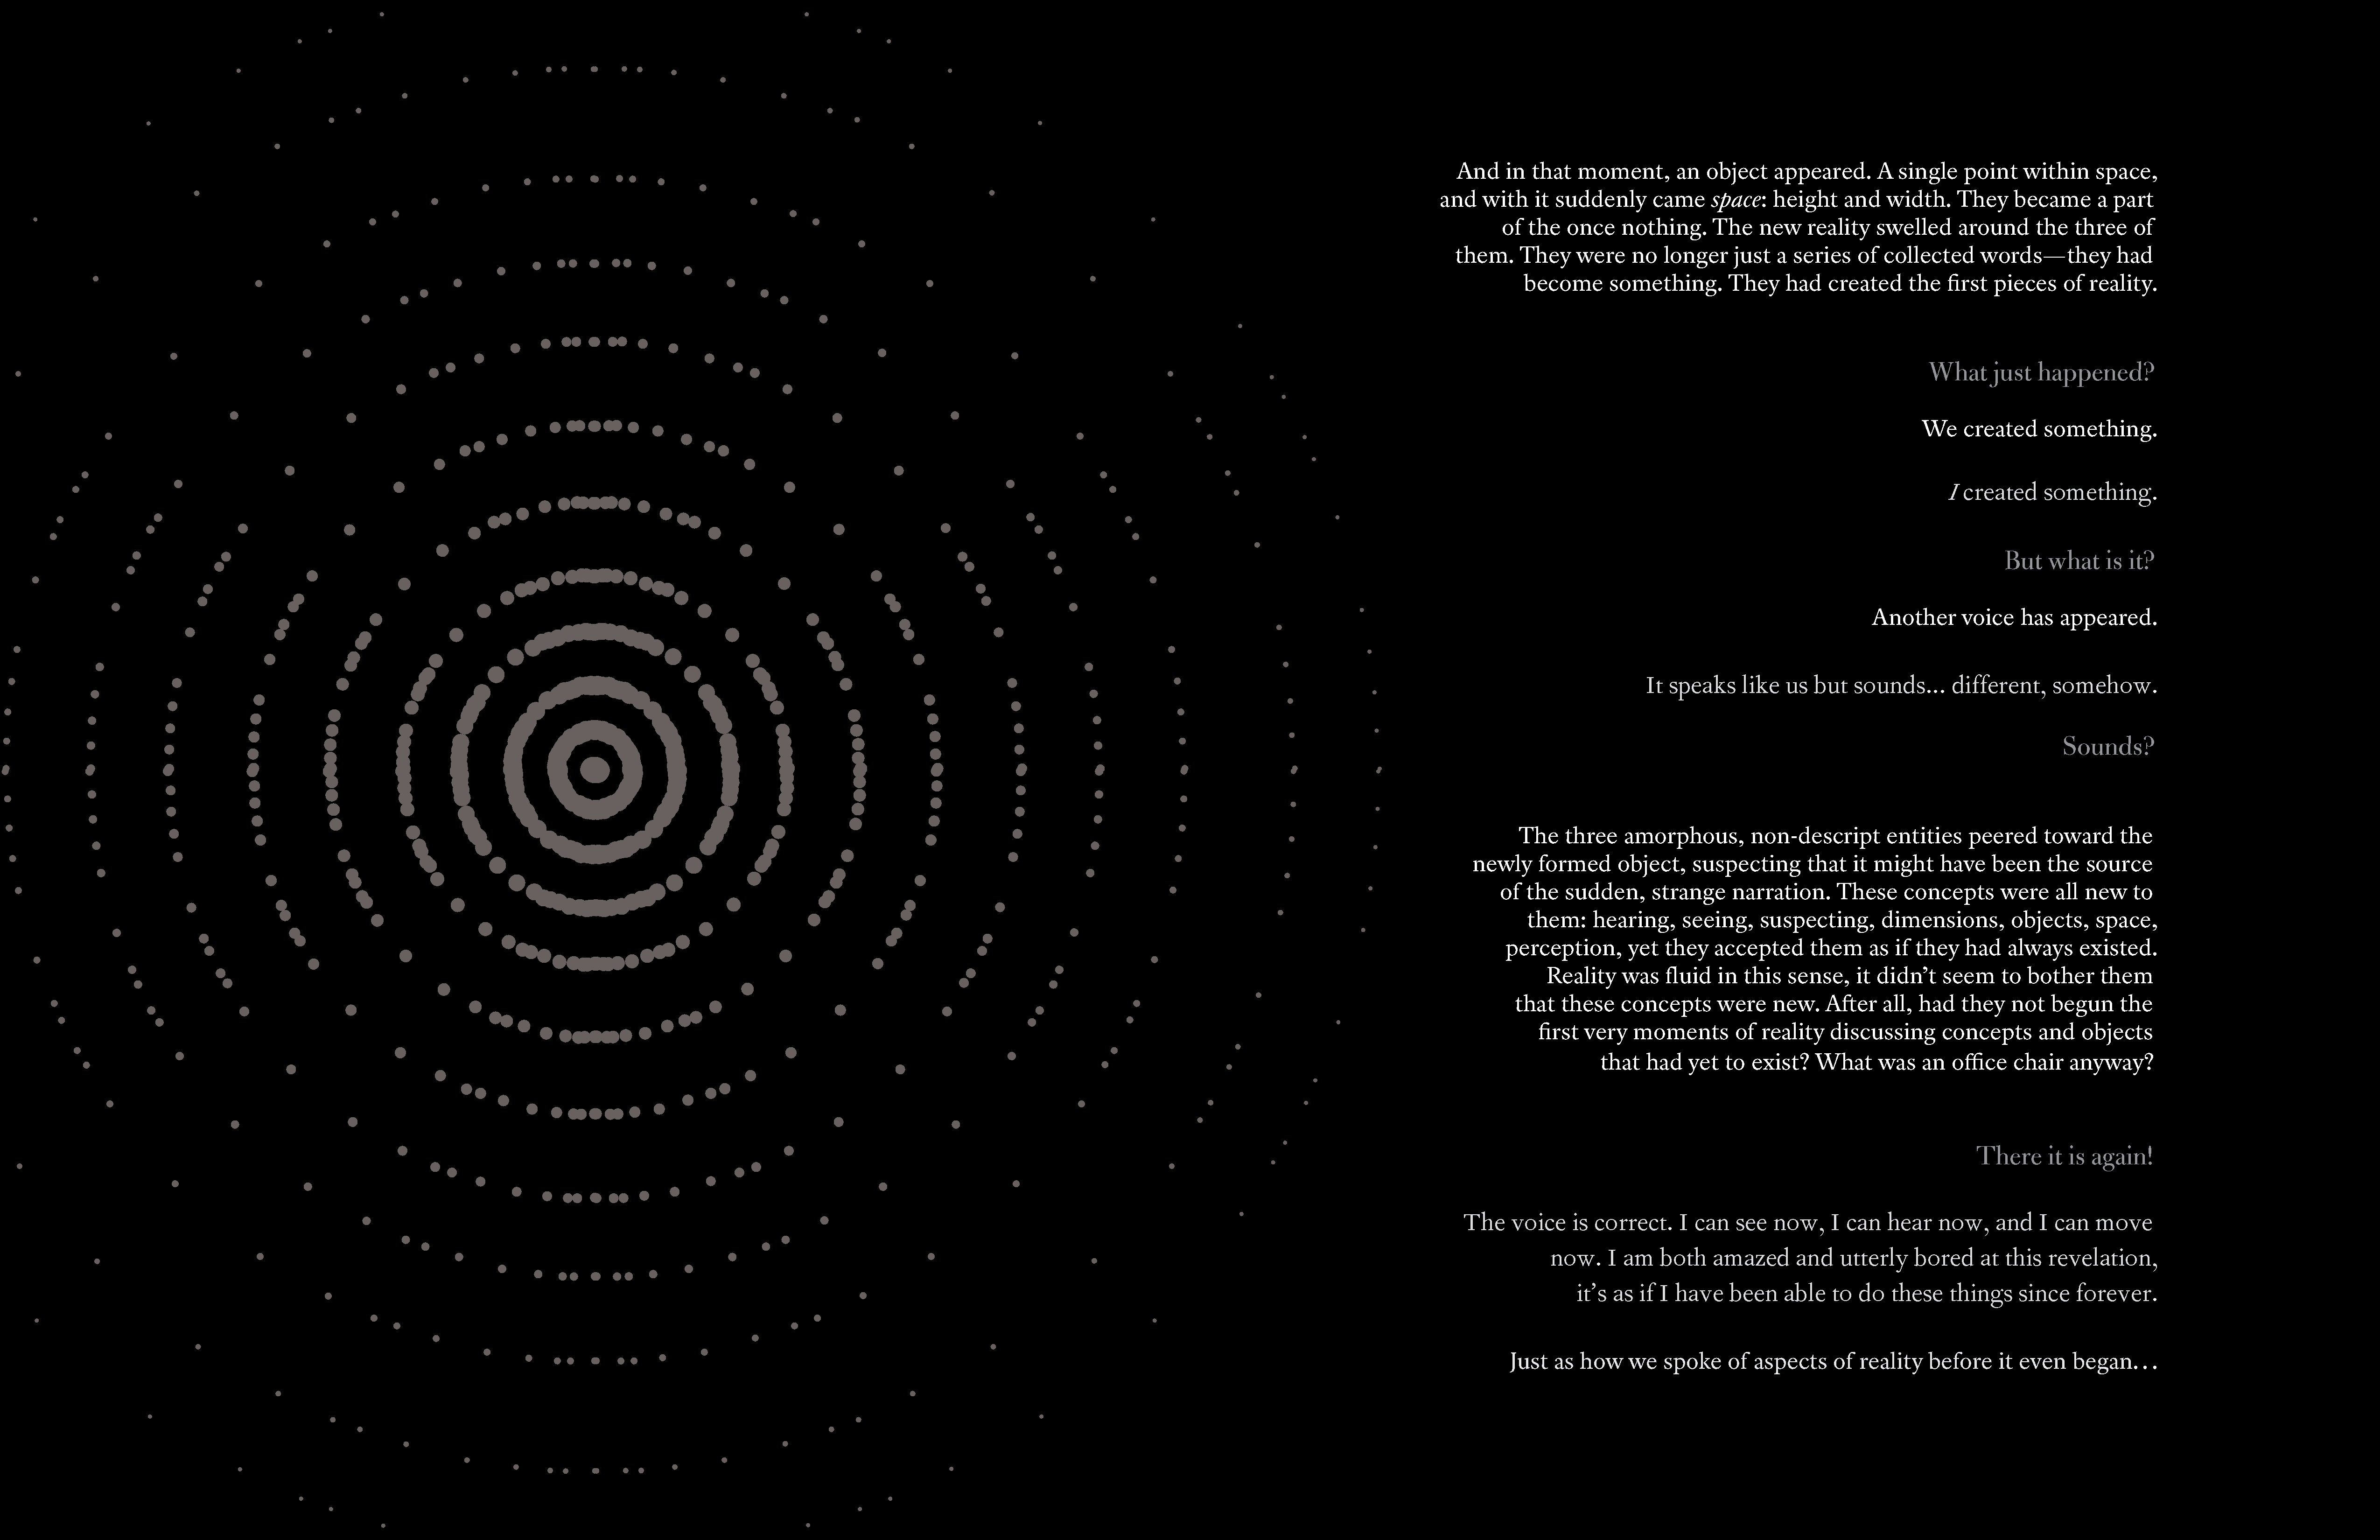 And in that moment, an object appeared. A single point within space,
and with it suddenly came space: height and width. They became a part
of the once nothing. The new reality swelled around the three of
them. They were no longer just a series of collected words—they had
become something. They had created the first pieces of reality.
What just happened?
We created something.
I created something.
But what is it?
Another voice has appeared.
It speaks like us but sounds... different, somehow.
Sounds?
The three amorphous, non-descript entities peered toward the
newly formed object, suspecting that it might have been the source
of the sudden, strange narration. These concepts were all new to
them: hearing, seeing, suspecting, dimensions, objects, space,
perception, yet they accepted them as if they had always existed.
Reality was fluid in this sense, it didn’t seem to bother them
that these concepts were new. After all, had they not begun the
first very moments of reality discussing concepts and objects
that had yet to exist? What was an office chair anyway?
There it is again!
The voice is correct. I can see now, I can hear now, and I can move
now. I am both amazed and utterly bored at this revelation,
it’s as if I have been able to do these things since forever.
Just as how we spoke of aspects of reality before it even began…